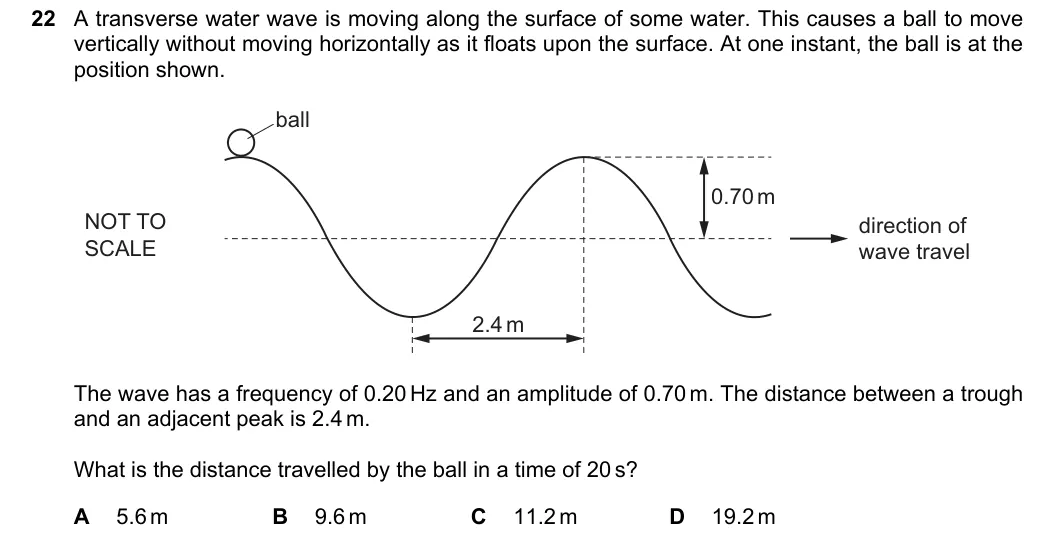 22 A transverse water wave is moving along the surface of some water. This causes a ball to move
vertically without moving horizontally as it floats upon the surface. At one instant, the ball is at the
position shown.
ball
0.70 m
NOT TO
SCALE
direction of
wave travel
2.4 m
The wave has a frequency of 0.20 Hz and an amplitude of 0.70 m. The distance between a trough
and an adjacent peak is 2.4 m.
What is the distance travelled by the ball in a time of 20 s?
A 5.6 m B 9.6 m C 11.2 m D 19.2 m